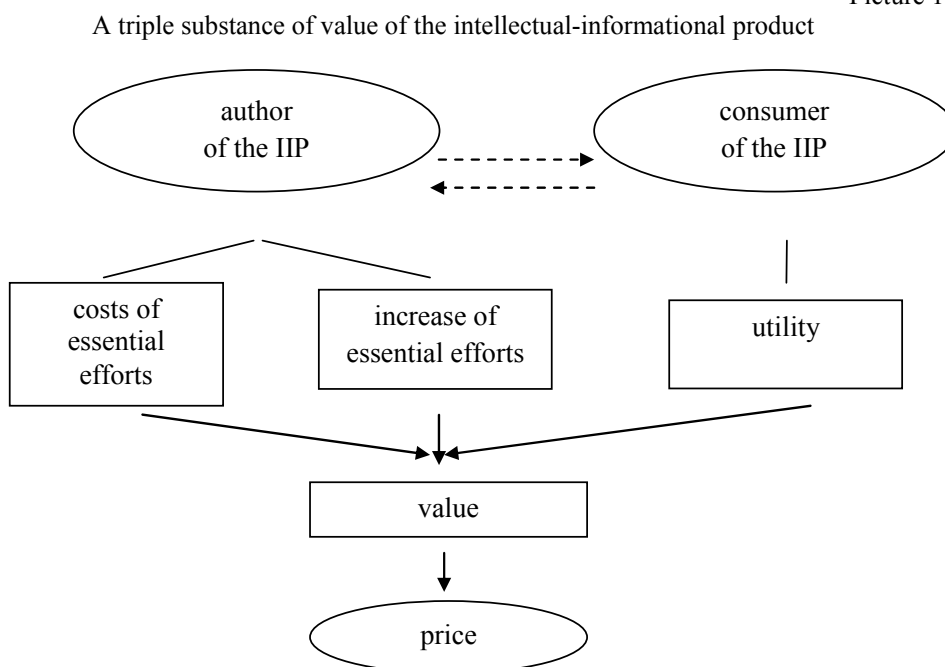 Picture 1
A triple substance of value of the intellectual-informational product
author
of the IIP
consumer
of the IIP
costs of
essential
efforts
increase of
essential efforts
utility
value
price